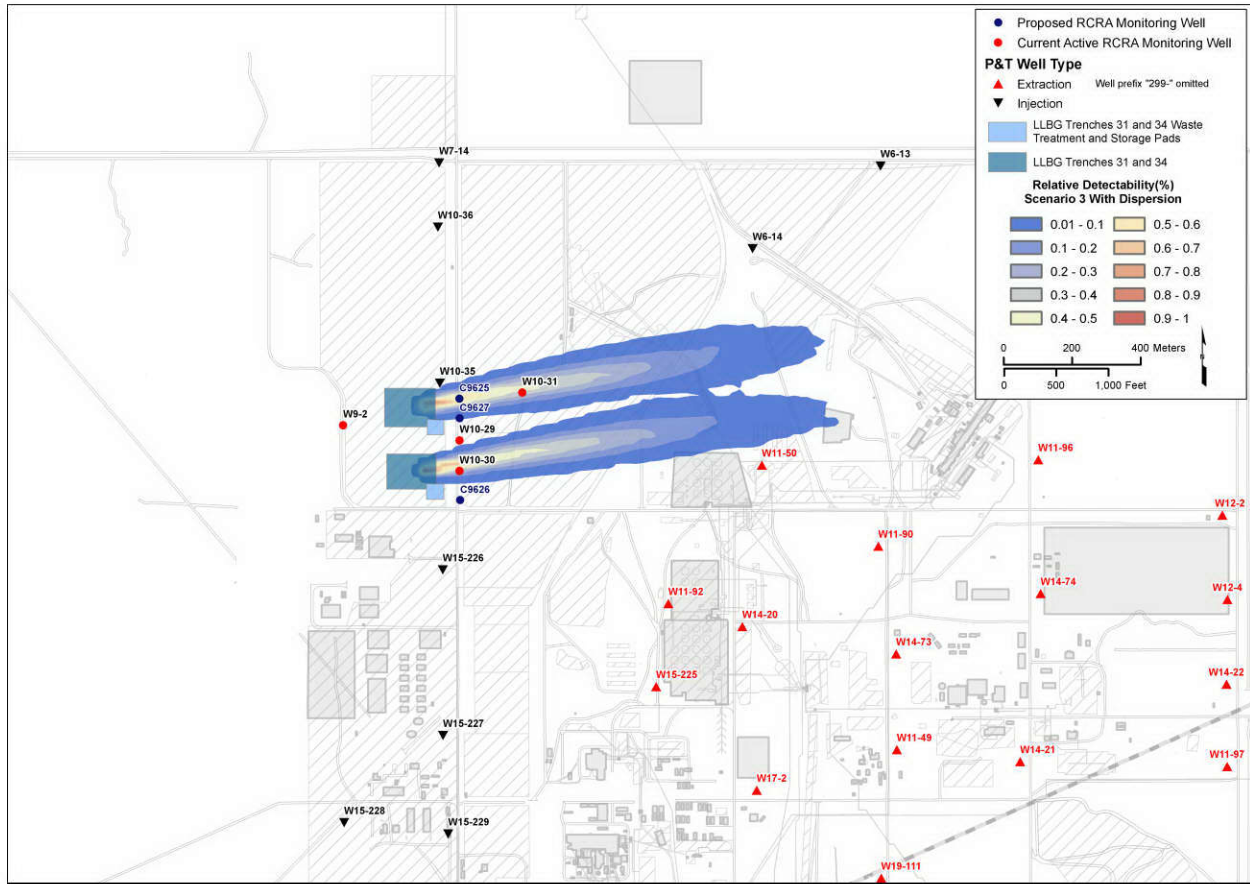 Proposed RCRA Monitoring Well
Current Active RCRA Monitoring Well
P&T Well Type
Extraction Well prefix "299-" omitted
Injection
LLBG Trenches 31 and 34 Waste
Treatment and Storage Pads
LLBG Trenches 31 and 34
Relative Detectability(%)
Scenario 3 With Dispersion
0.01 - 0.1 0.5 - 0.6
0.1 - 0.2 0.6 - 0.7
0.2 - 0.3 0.7 - 0.8
0.3 - 0.4 0.8 - 0.9
0.4 - 0.5 0.9 - 1
0 200 400 Meters
0 500 1,000 Feet
N
W7-14
W6-13
W10-36
W6-14
W10-35
C9625
W10-31
C9627
W9-2
W10-29
W10-30
W11-50
W11-96
C9626
W12-2
W11-90
W15-226
W11-92
W14-74
W12-4
W14-20
W14-73
W15-225
W14-22
W15-227
W11-49
W14-21
W11-97
W17-2
W15-228
W15-229
W19-111